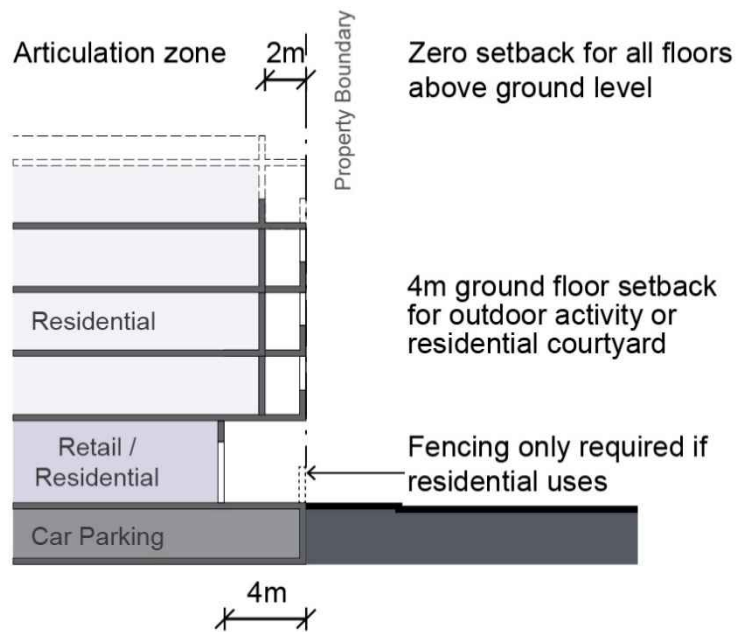 Articulation zone
2m
Property Boundary
Zero setback for all floors
above ground level
Residential
4m ground floor setback
for outdoor activity or
residential courtyard
Retail /
Residential
Fencing only required if
residential uses
Car Parking
4m